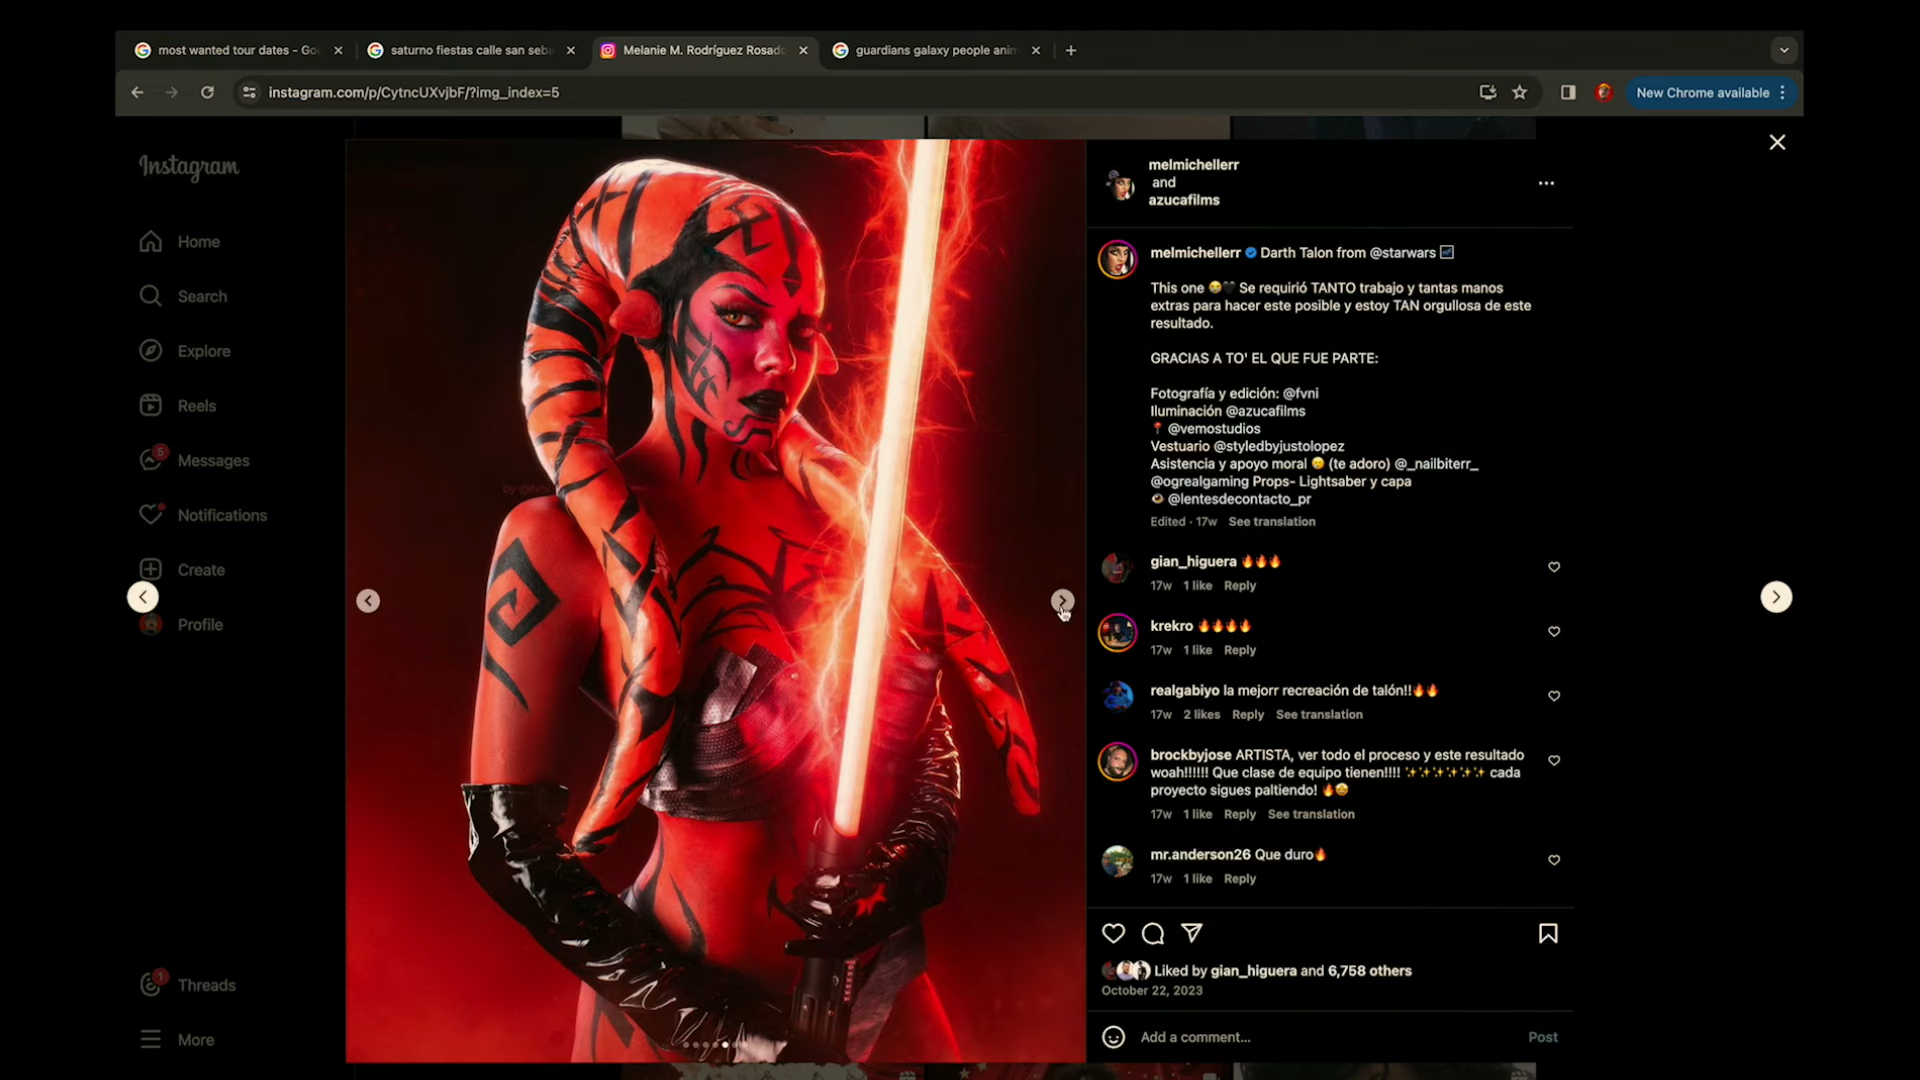 most wanted tour dates - Goo
saturno fiestas calle san seba
Melanie M. Rodríguez Rosado
guardians galaxy people anim
instagram.com/p/CytncUXvjbF/?img_index=5
New Chrome available
Instagram
Home
Search
Explore
Reels
5
Messages
Notifications
Create
Profile
1
Threads
More
by @fvni
melmichellerr
and
azucafilms
melmichellerr Darth Talon from @starwars
This one 😭🖤 Se requirió TANTO trabajo y tantas manos
extras para hacer este posible y estoy TAN orgullosa de este
resultado.
GRACIAS A TO' EL QUE FUE PARTE:
Fotografía y edición: @fvni
Iluminación @azucafilms
📍 @vemostudios
Vestuario @styledbyjustolopez
Asistencia y apoyo moral 🥹 (te adoro) @_nailbiterr_
@ogrealgaming Props- Lightsaber y capa
👁️ @lentesdecontacto_pr
Edited · 17w See translation
gian_higuera 🔥🔥🔥
17w 1 like Reply
krekro 🔥🔥🔥🔥
17w 1 like Reply
realgabiyo la mejorr recreación de talón!!🔥🔥
17w 2 likes Reply See translation
brockbyjose ARTISTA, ver todo el proceso y este resultado
woah!!!!!! Que clase de equipo tienen!!!! ✨✨✨✨✨✨ cada
proyecto sigues paltiendo! 🔥🤩
17w 1 like Reply See translation
mr.anderson26 Que duro🔥
17w 1 like Reply
Liked by gian_higuera and 6,758 others
October 22, 2023
Add a comment...
Post